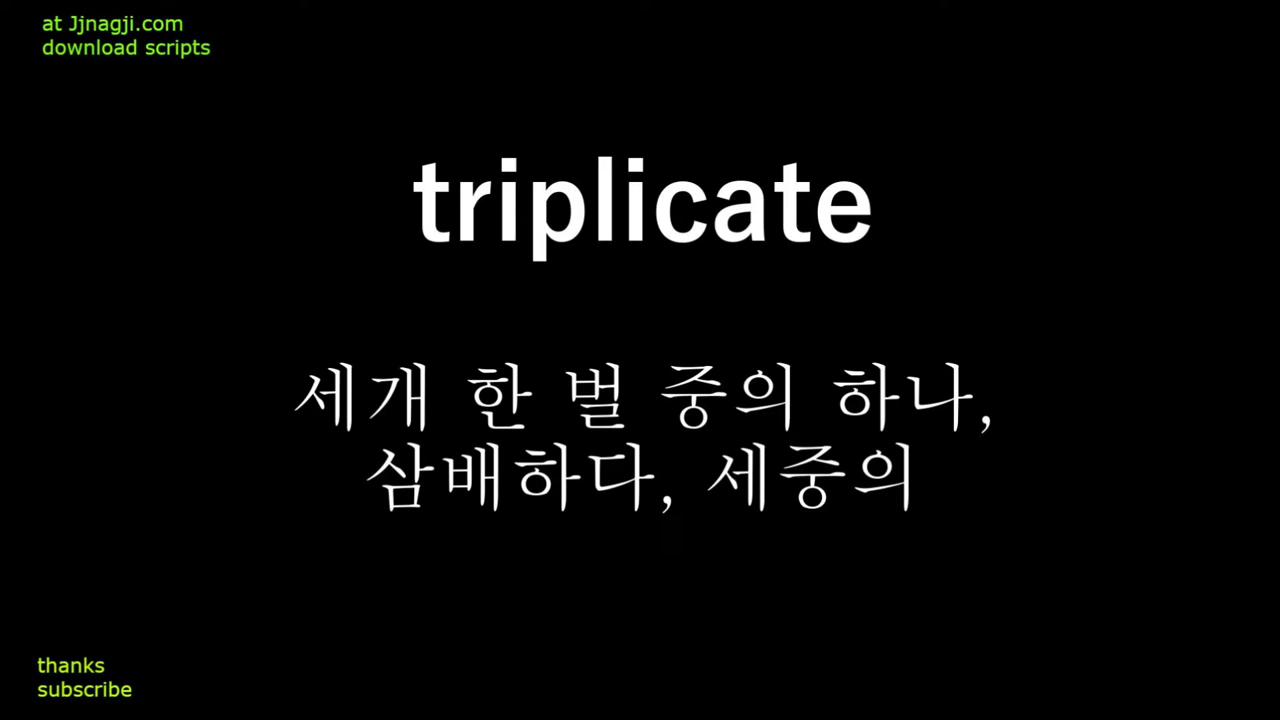 at Jjnagji.com
download scripts
triplicate
세개 한 벌 중의 하나,
삼배하다, 세중의
thanks
subscribe